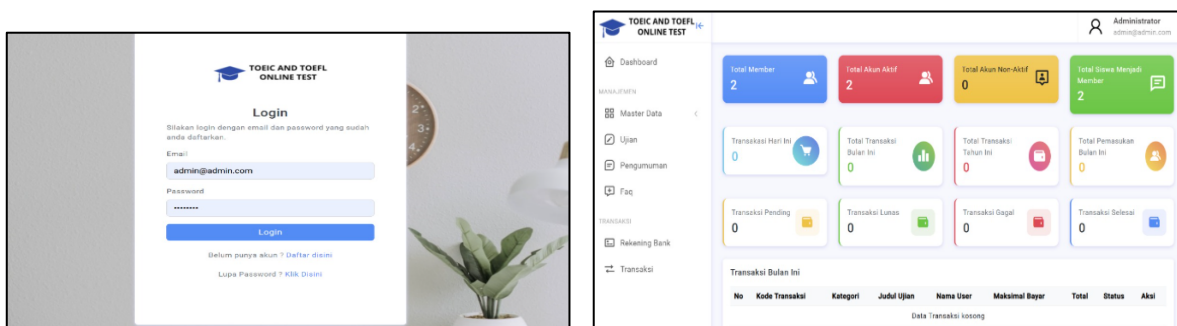 TOEIC AND TOEFL
ONLINE TEST
Login
Silakan login dengan email dan password yang sudah
anda daftarkan.
Email
admin@admin.com
Password
Login
Belum punya akun ? Daftar disini
Lupa Password ? Klik Disini
TOEIC AND TOEFL
ONLINE TEST
Administrator
admin@admin.com
Dashboard
MANAJEMEN
Master Data
Ujian
Pengumuman
Faq
TRANSAKSI
Rekening Bank
Transaksi
Total Member
2
Total Akun Aktif
2
Total Akun Non-Aktif
0
Total Siswa Menjadi
Member
2
Transaksi Hari Ini
0
Total Transaksi
Bulan Ini
0
Total Transaksi
Tahun Ini
0
Total Pemasukan
Bulan Ini
0
Transaksi Pending
0
Transaksi Lunas
0
Transaksi Gagal
0
Transaksi Selesai
0
Transaksi Bulan Ini
No Kode Transaksi Kategori Judul Ujian Nama User Maksimal Bayar Total Status Aksi
Data Transaksi kosong